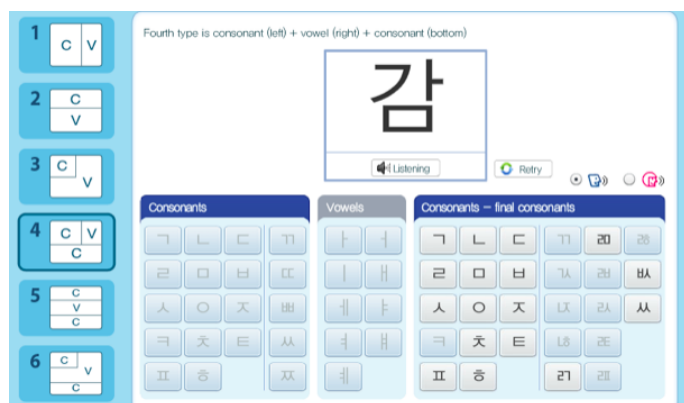 1
C V
2
C
V
3
C
V
4
C V
C
5
C
V
C
6
C
V
C
Fourth type is consonant (left) + vowel (right) + consonant (bottom)
감
Listening
Retry
Consonants
ㄱ ㄴ ㄷ ㄲ
ㄹ ㅁ ㅂ ㄸ
ㅅ ㅇ ㅈ ㅃ
ㅋ ㅊ ㅌ ㅆ
ㅍ ㅎ ㅉ
Vowels
ㅏ ㅓ
ㅣ ㅐ
ㅔ ㅑ
ㅕ ㅒ
ㅖ
Consonants – final consonants
ㄱ ㄴ ㄷ ㄲ ㄻ ㅀ
ㄹ ㅁ ㅂ ㄳ ㄼ ㅄ
ㅅ ㅇ ㅈ ㄵ ㄽ ㅆ
ㅋ ㅊ ㅌ ㄶ ㄾ
ㅍ ㅎ ㄺ ㄿ